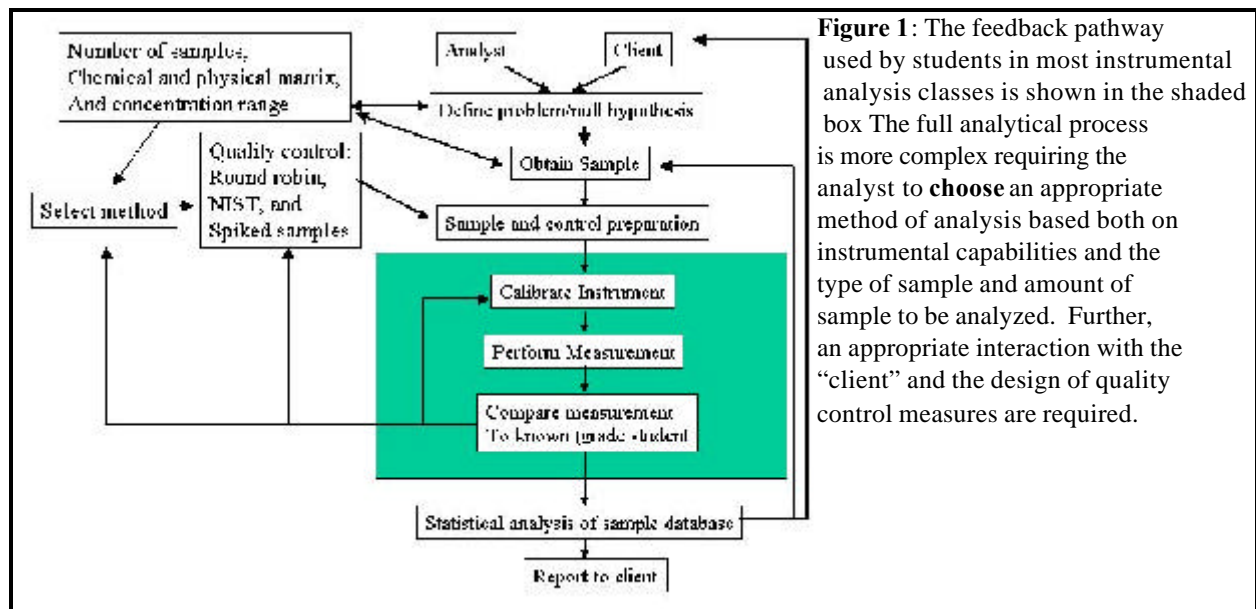 Number of samples,
Chemical and physical matrix,
And concentration range
Analyst
Client
Define problem/null hypothesis
Quality control:
Round robin,
NIST, and
Spiked samples
Obtain Sample
Select method
Sample and control preparation
Calibrate Instrument
Perform Measurement
Compare measurement
To known (grade student
Statistical analysis of sample database
Report to client
Figure 1: The feedback pathway
used by students in most instrumental
analysis classes is shown in the shaded
box The full analytical process
is more complex requiring the
analyst to choose an appropriate
method of analysis based both on
instrumental capabilities and the
type of sample and amount of
sample to be analyzed. Further,
an appropriate interaction with the
“client” and the design of quality
control measures are required.